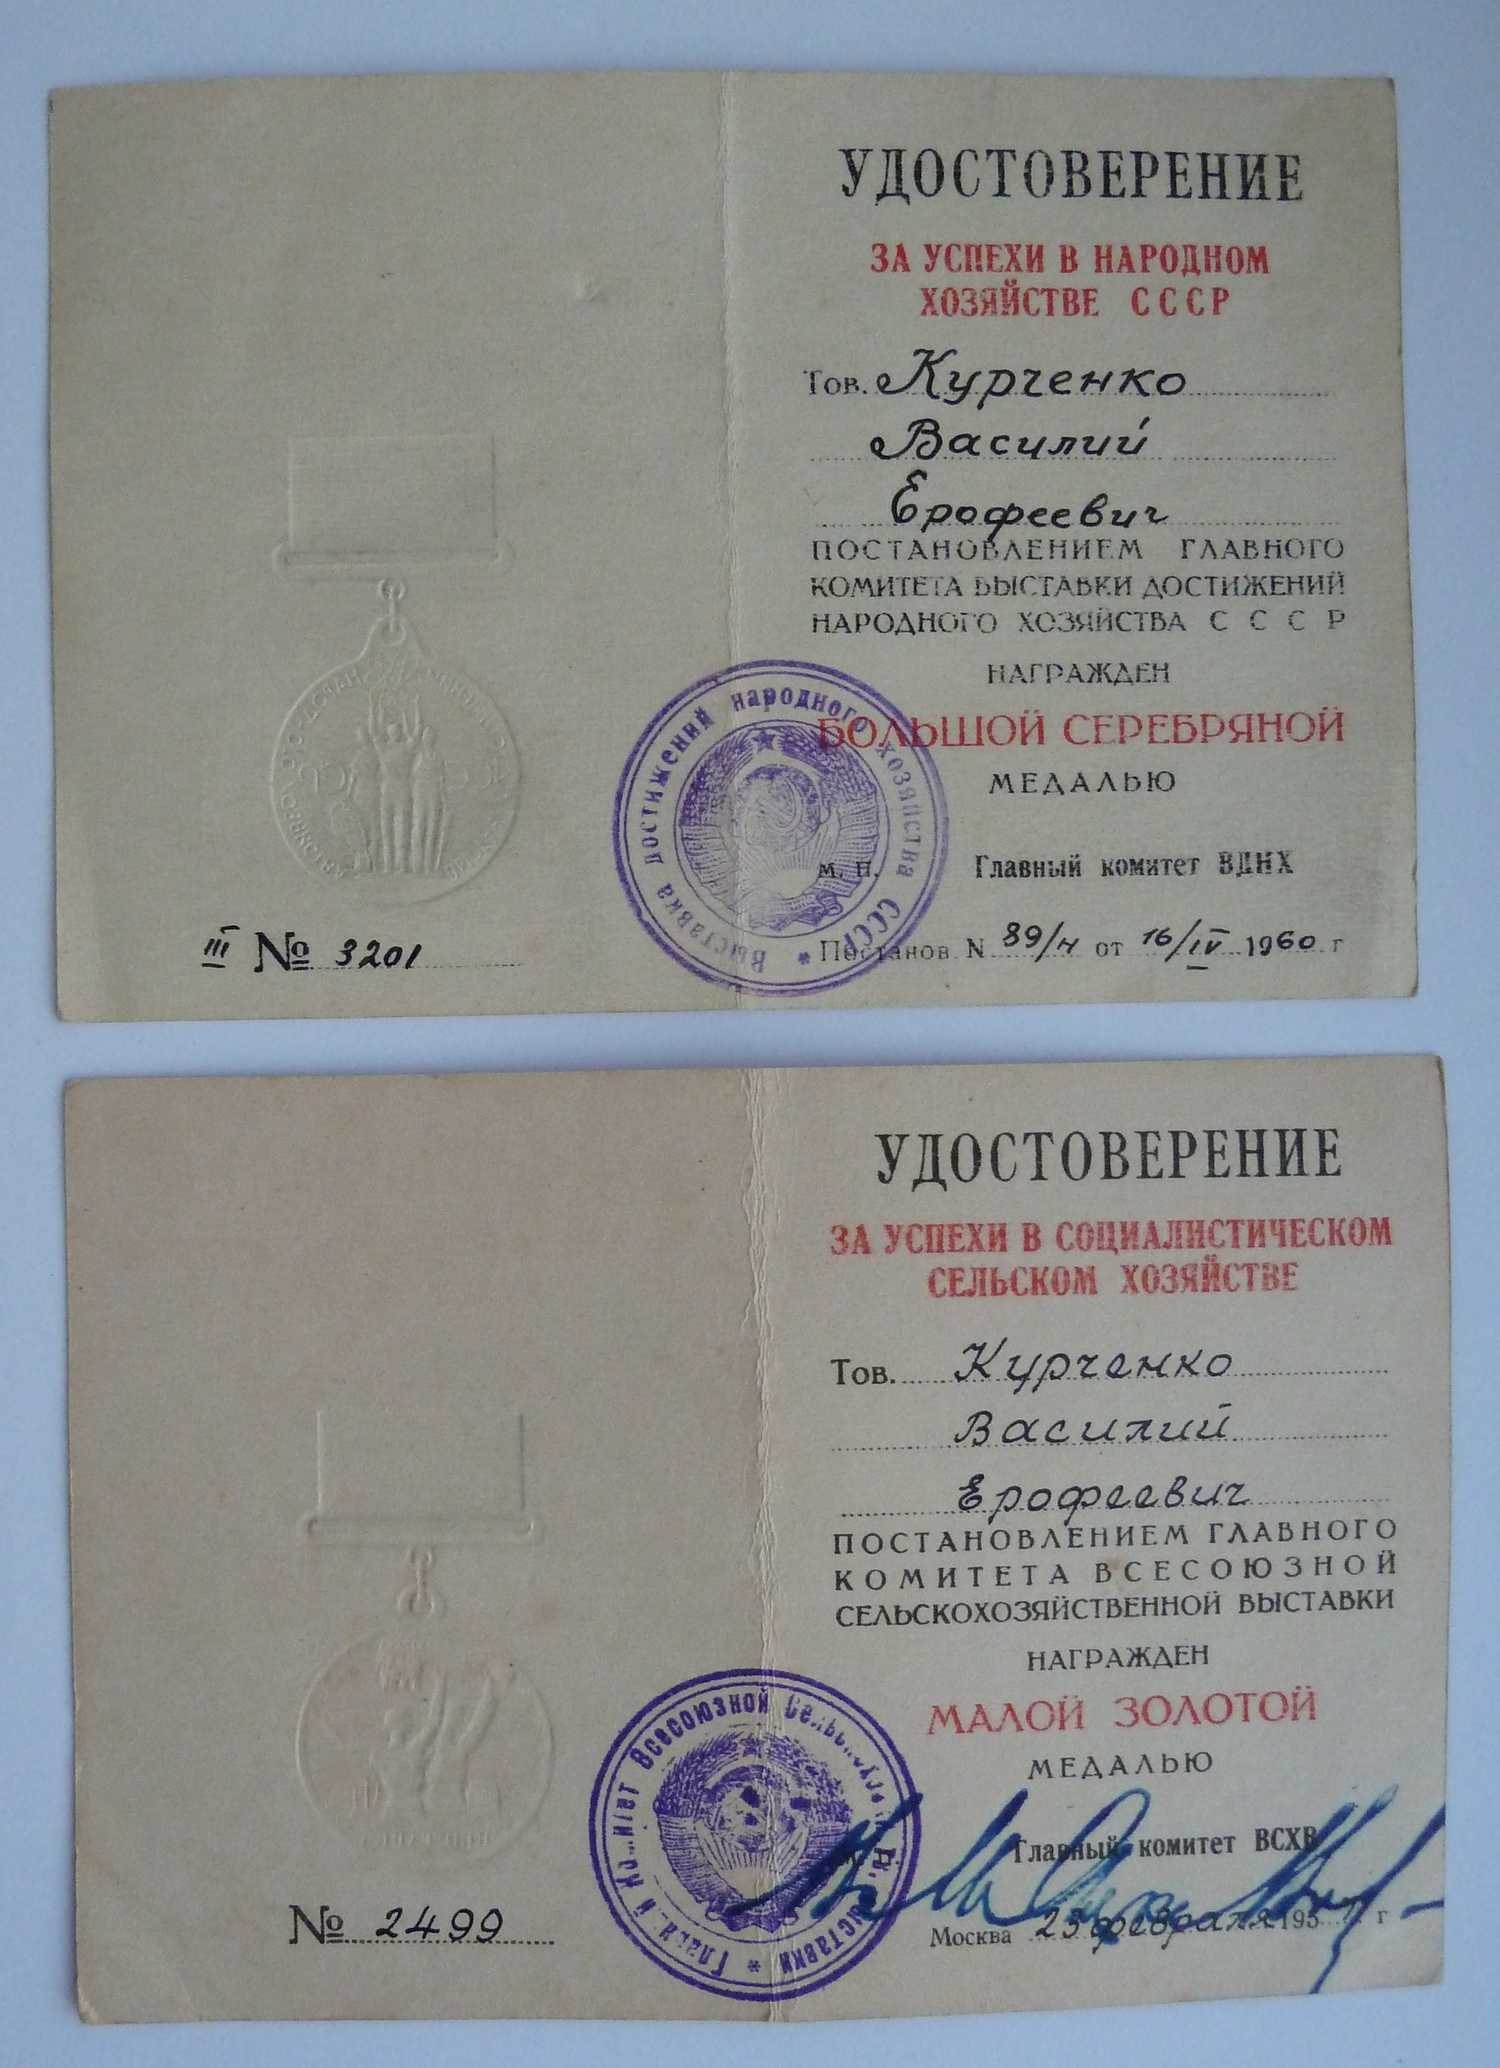 УДОСТОВЕРЕНИЕ
ЗА УСПЕХИ В НАРОДНОМ
ХОЗЯЙСТВЕ СССР
Тов. Курченко
Василий
Ерофеевич
ПОСТАНОВЛЕНИЕМ ГЛАВНОГО
КОМИТЕТА ВЫСТАВКИ ДОСТИЖЕНИЙ
НАРОДНОГО ХОЗЯЙСТВА СССР
НАГРАЖДЕН
БОЛЬШОЙ СЕРЕБРЯНОЙ
МЕДАЛЬЮ
м. п. Главный комитет ВДНХ
Постанов. N 89/н от 16/IV 1960 г
III № 3201
Выставка достижений народного хозяйства СССР *
УДОСТОВЕРЕНИЕ
ЗА УСПЕХИ В СОЦИАЛИСТИЧЕСКОМ
СЕЛЬСКОМ ХОЗЯЙСТВЕ
Тов. Курченко
Василий
Ерофеевич
ПОСТАНОВЛЕНИЕМ ГЛАВНОГО
КОМИТЕТА ВСЕСОЮЗНОЙ
СЕЛЬСКОХОЗЯЙСТВЕННОЙ ВЫСТАВКИ
НАГРАЖДЕН
МАЛОЙ ЗОЛОТОЙ
МЕДАЛЬЮ
Главный комитет ВСХВ
Москва 25 февраля 195
№ 2499
Всесоюзной